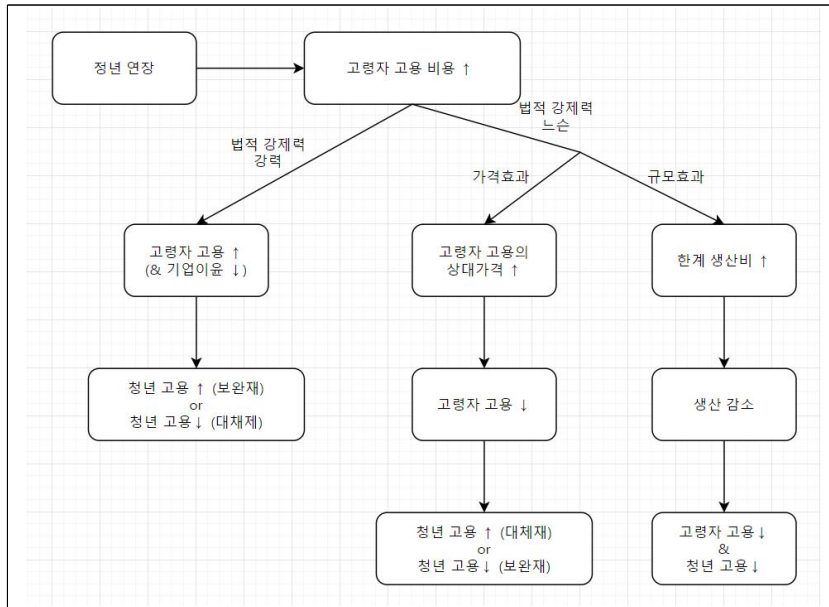 정년 연장
고령자 고용 비용 ↑
법적 강제력
느슨
법적 강제력
강력
가격효과
규모효과
고령자 고용 ↑
(& 기업이윤 ↓)
고령자 고용의
상대가격 ↑
한계 생산비 ↑
청년 고용 ↑ (보완재)
or
청년 고용↓ (대채제)
고령자 고용 ↓
생산 감소
청년 고용 ↑ (대체재)
or
청년 고용↓ (보완재)
고령자 고용↓
&
청년 고용↓